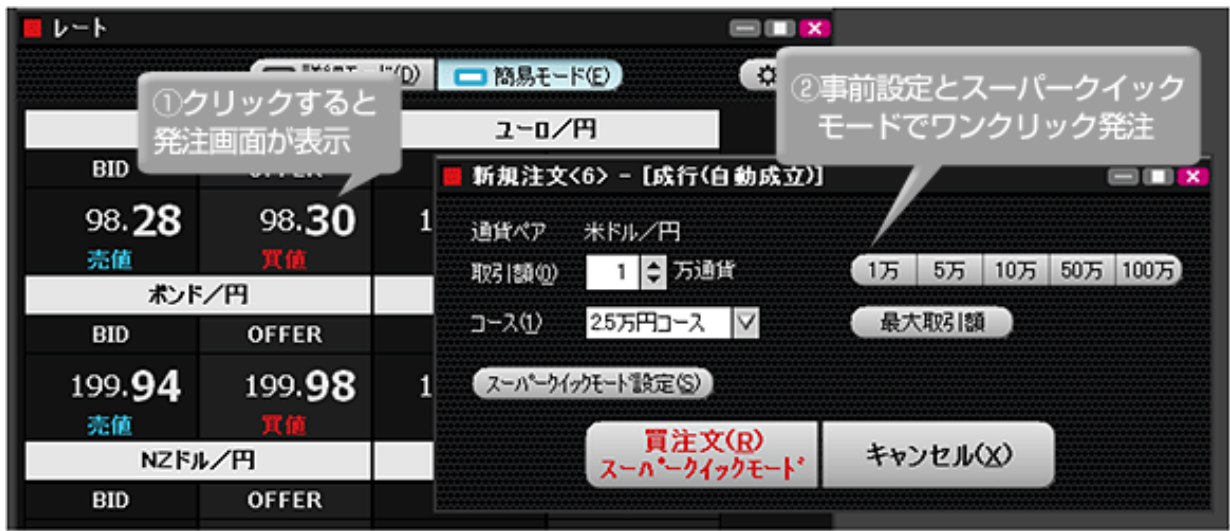 レート
簡易モード(E)
①クリックすると
発注画面が表示
②事前設定とスーパークイック
モードでワンクリック発注
ユーロ/円
BID
98.28
98.30
1
売値
買値
ポンド/円
BID
OFFER
199.94
199.98
1
売値
買値
NZドル/円
BID
OFFER
新規注文<6> - [成行(自動成立)]
通貨ペア 米ドル/円
取引額(Q) 1 万通貨 1万 5万 10万 50万 100万
コース(1) 25万円コース 最大取引額
スーパークイックモード設定(S)
買注文(R) キャンセル(X)
スーパークイックモード